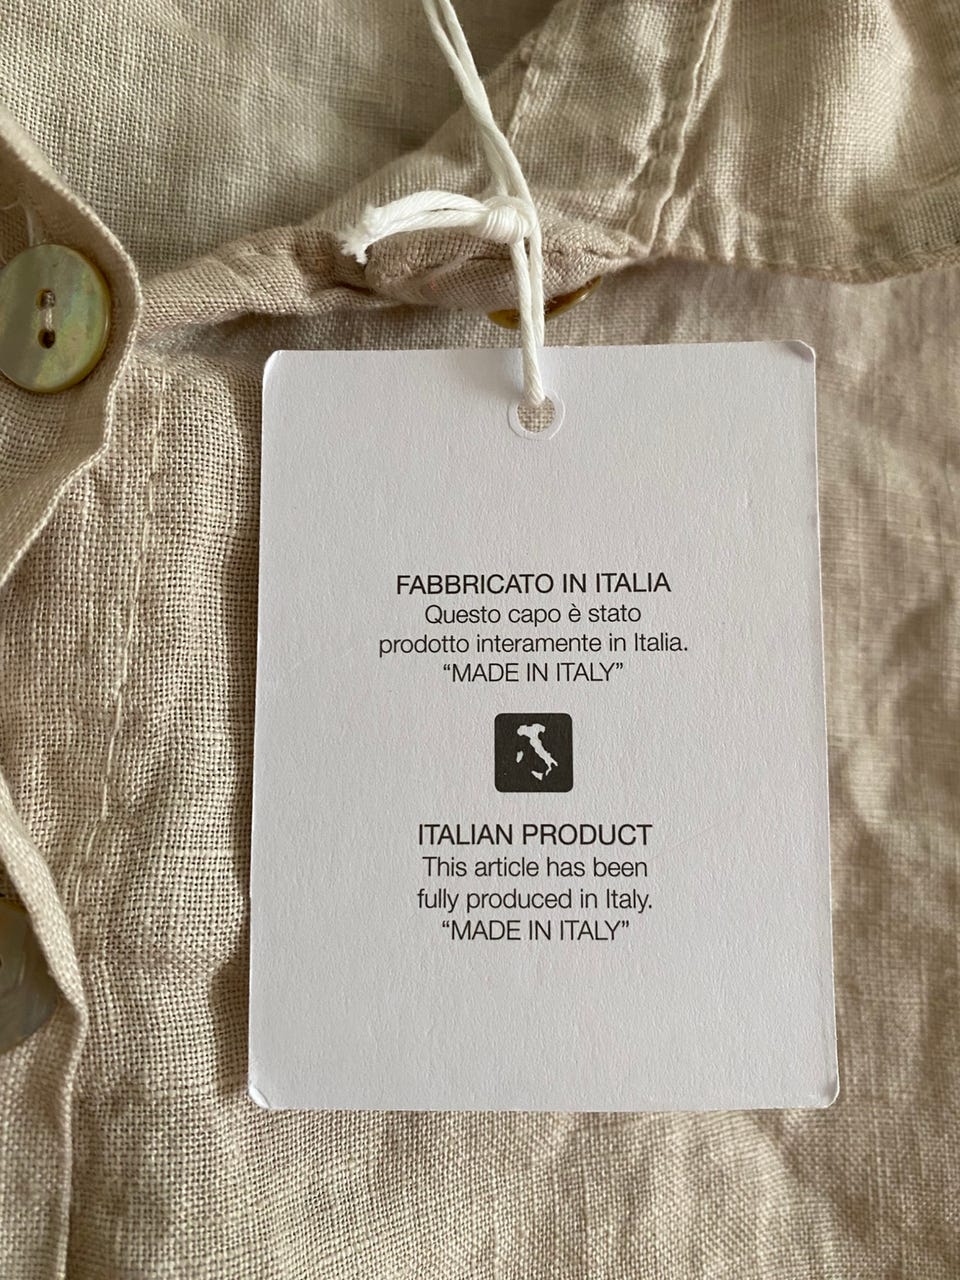 FABBRICATO IN ITALIA
Questo capo è stato
prodotto interamente in Italia.
“MADE IN ITALY”
ITALIAN PRODUCT
This article has been
fully produced in Italy.
“MADE IN ITALY”